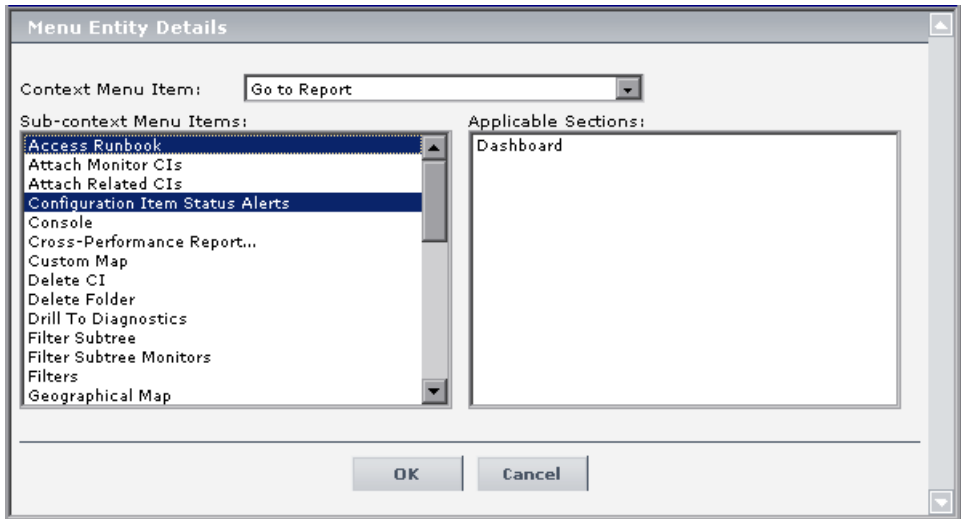 Menu Entity Details
Context Menu Item: Go to Report
Sub-context Menu Items:
Access Runbook
Attach Monitor CIs
Attach Related CIs
Configuration Item Status Alerts
Console
Cross-Performance Report...
Custom Map
Delete CI
Delete Folder
Drill To Diagnostics
Filter Subtree
Filter Subtree Monitors
Filters
Geographical Map
Applicable Sections:
Dashboard
OK Cancel